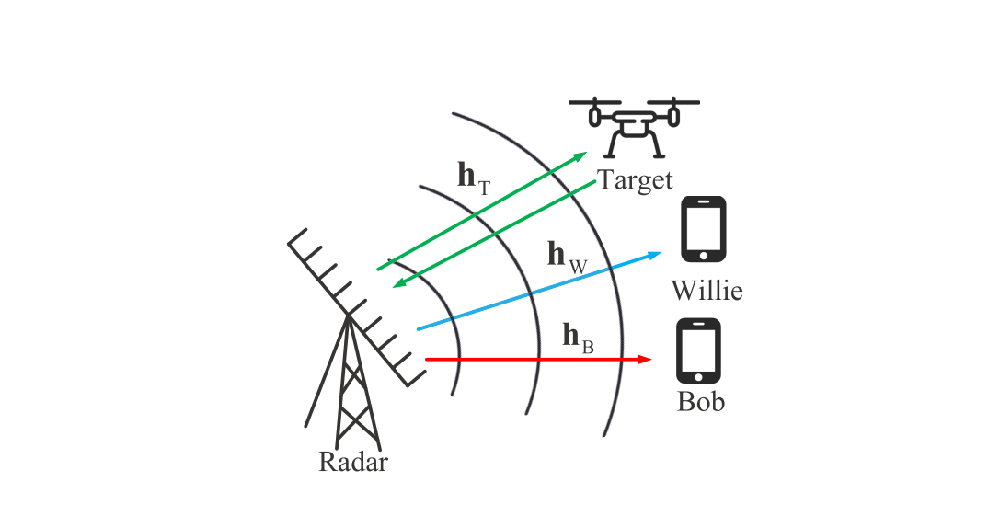 Target
h_T
h_W
Willie
h_B
Bob
Radar